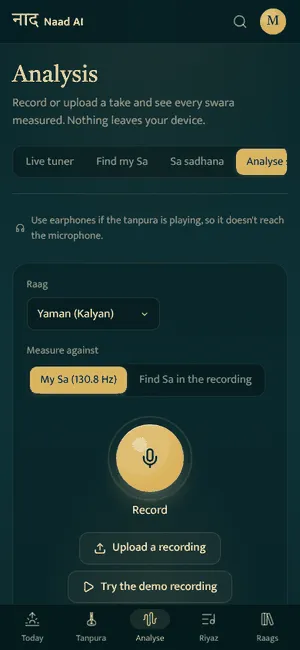 नाद Naad AI
M
Analysis
Record or upload a take and see every swara
measured. Nothing leaves your device.
Live tuner Find my Sa Sa sadhana Analyse
Use earphones if the tanpura is playing, so it doesn't reach
the microphone.
Raag
Yaman (Kalyan)
Measure against
My Sa (130.8 Hz) Find Sa in the recording
Record
Upload a recording
Try the demo recording
Today Tanpura Analyse Riyaz Raags